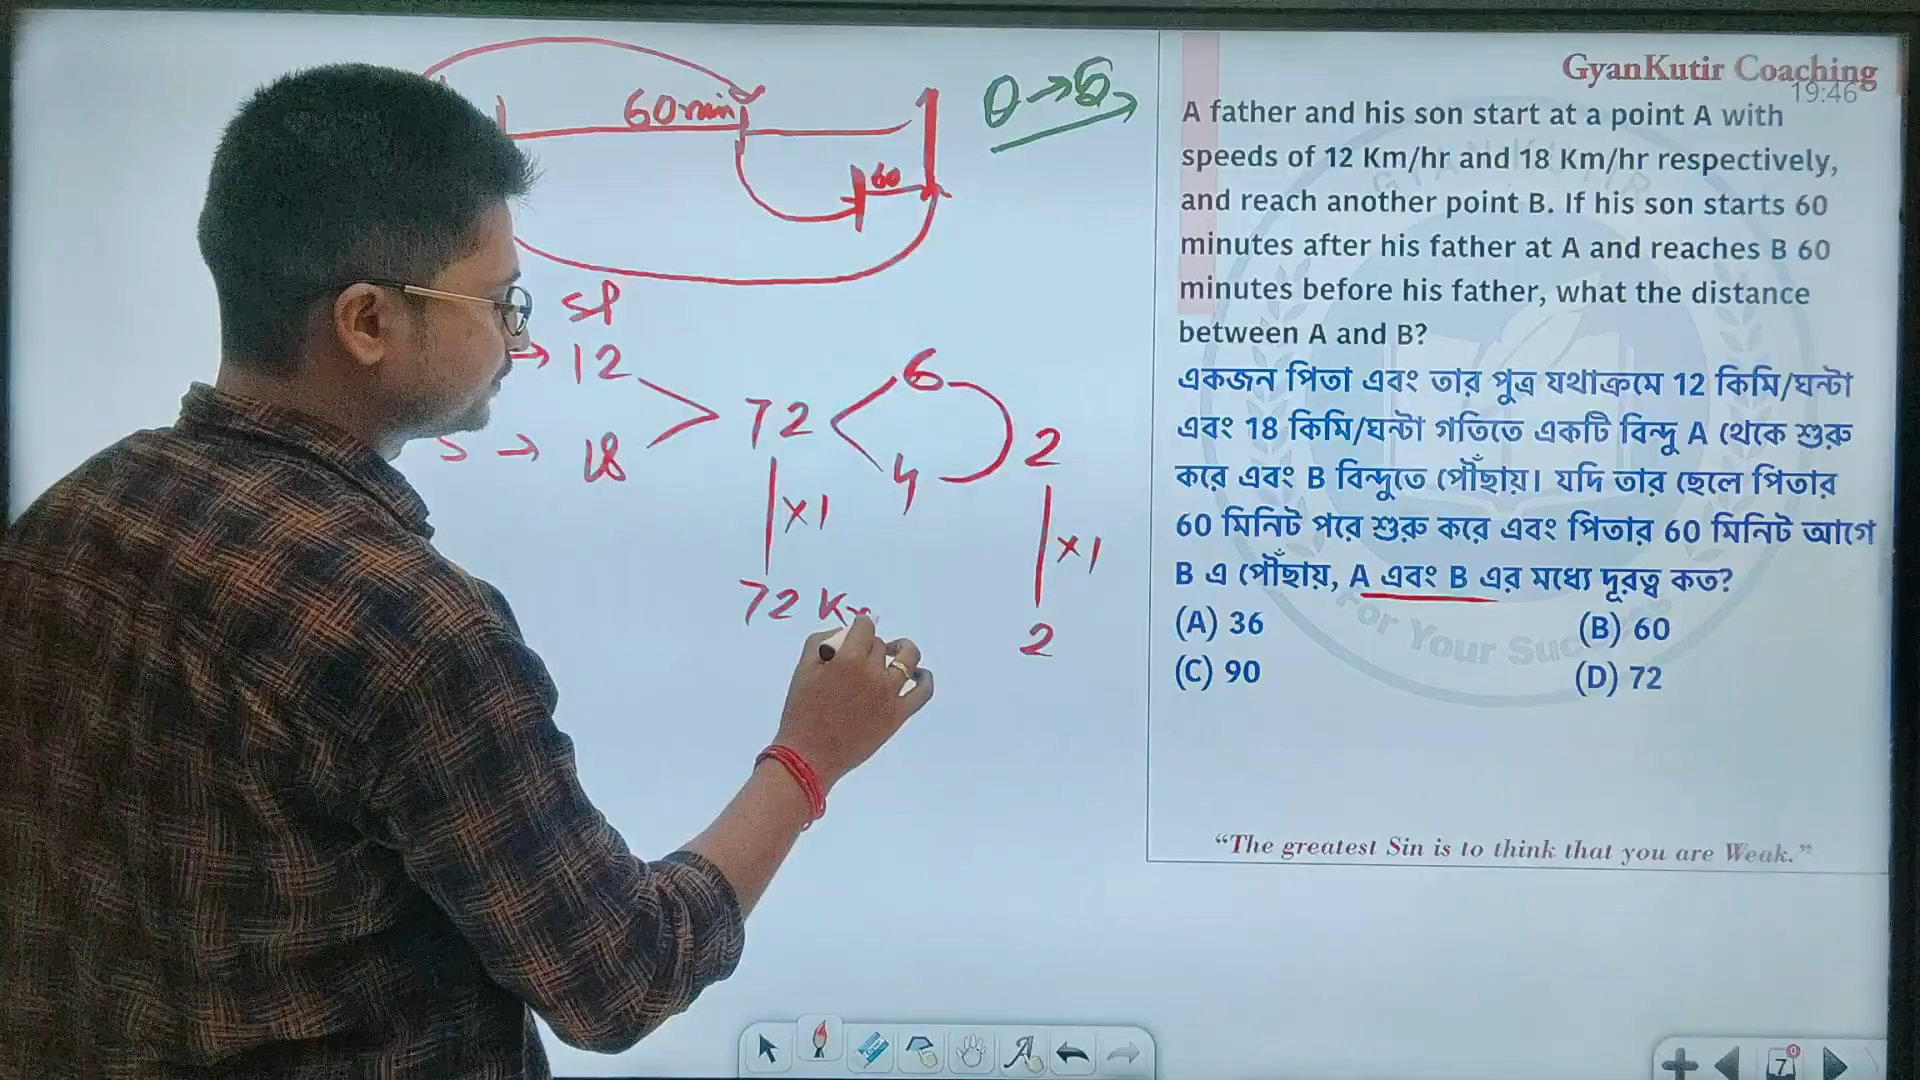 60 min
60
θ → G →
GyanKutir Coaching
19:46
A father and his son start at a point A with
speeds of 12 Km/hr and 18 Km/hr respectively,
and reach another point B. If his son starts 60
minutes after his father at A and reaches B 60
minutes before his father, what the distance
between A and B?
একজন পিতা এবং তার পুত্র যথাক্রমে 12 কিমি/ঘন্টা
এবং 18 কিমি/ঘন্টা গতিতে একটি বিন্দু A থেকে শুরু
করে এবং B বিন্দুতে পৌঁছায়। যদি তার ছেলে পিতার
60 মিনিট পরে শুরু করে এবং পিতার 60 মিনিট আগে
B এ পৌঁছায়, A এবং B এর মধ্যে দূরত্ব কত?
(A) 36
(B) 60
(C) 90
(D) 72
"The greatest Sin is to think that you are Weak."
SP
→ 12
S → 18
72
6
4
2
×1
×1
72 K
2
For Your Suc
7